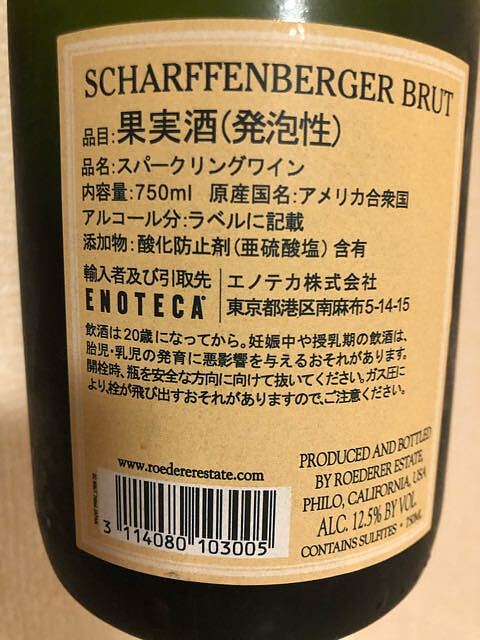 SCHARFFENBERGER BRUT
品目:果実酒(発泡性)
品名:スパークリングワイン
内容量:750ml 原産国名:アメリカ合衆国
アルコール分:ラベルに記載
添加物:酸化防止剤(亜硫酸塩)含有
輸入者及び引取先
ENOTECA
エノテカ株式会社
東京都港区南麻布5-14-15
飲酒は20歳になってから。妊娠中や授乳期の飲酒は、
胎児・乳児の発育に悪影響を与えるおそれがあります。
開栓時、瓶を安全な方向に向けて抜いてください。ガス圧に
より、栓が飛び出すおそれがありますので、ご注意ください。
www.roedererestate.com
3 114080 103005
PRODUCED AND BOTTLED
BY ROEDERER ESTATE,
PHILO, CALIFORNIA, USA
ALC. 12.5% BY VOL
CONTAINS SULFITES • 750ML